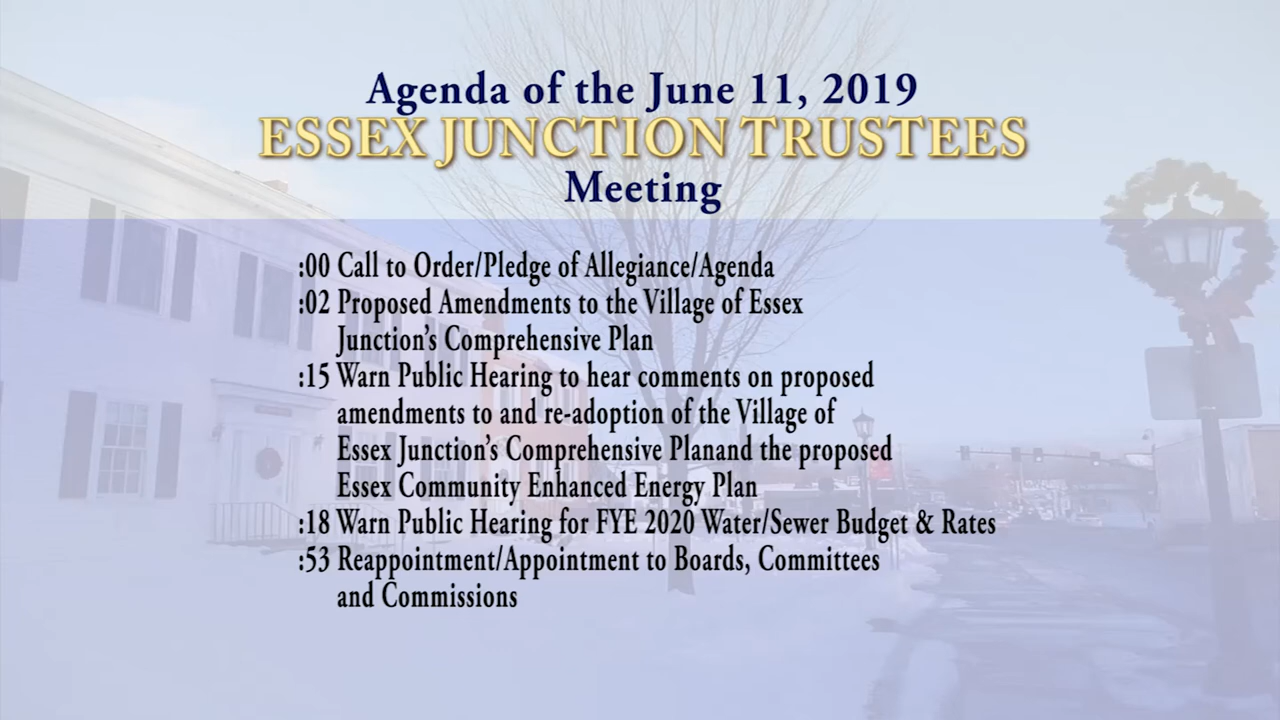 Agenda of the June 11, 2019
ESSEX JUNCTION TRUSTEES
Meeting
:00 Call to Order/Pledge of Allegiance/Agenda
:02 Proposed Amendments to the Village of Essex
Junction's Comprehensive Plan
:15 Warn Public Hearing to hear comments on proposed
amendments to and re-adoption of the Village of
Essex Junction's Comprehensive Planand the proposed
Essex Community Enhanced Energy Plan
:18 Warn Public Hearing for FYE 2020 Water/Sewer Budget & Rates
:53 Reappointment/Appointment to Boards, Committees
and Commissions